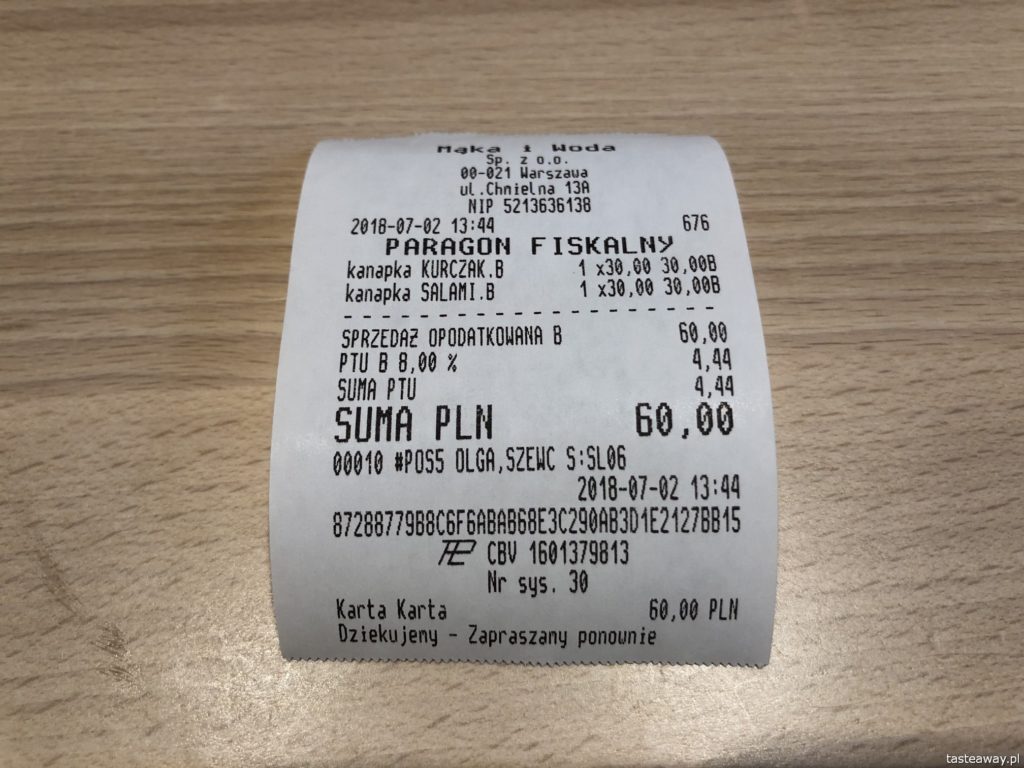 Mąka i Woda
Sp. z o.o.
00-021 Warszawa
ul.Chmielna 13A
NIP 5213636138
2018-07-02 13:44 676
PARAGON FISKALNY
kanapka KURCZAK.B 1 x30,00 30,00B
kanapka SALAMI.B 1 x30,00 30,00B
SPRZEDAŻ OPODATKOWANA B 60,00
PTU B 8,00 % 4,44
SUMA PTU 4,44
SUMA PLN 60,00
00010 #POS5 OLGA,SZEWC S:SL06
2018-07-02 13:44
87288779B8C6F6ABAB68E3C290AB3D1E2127BB15
CBV 1601379813
Nr sys. 30
Karta Karta 60,00 PLN
Dziekujemy - Zapraszamy ponownie
tasteaway.pl